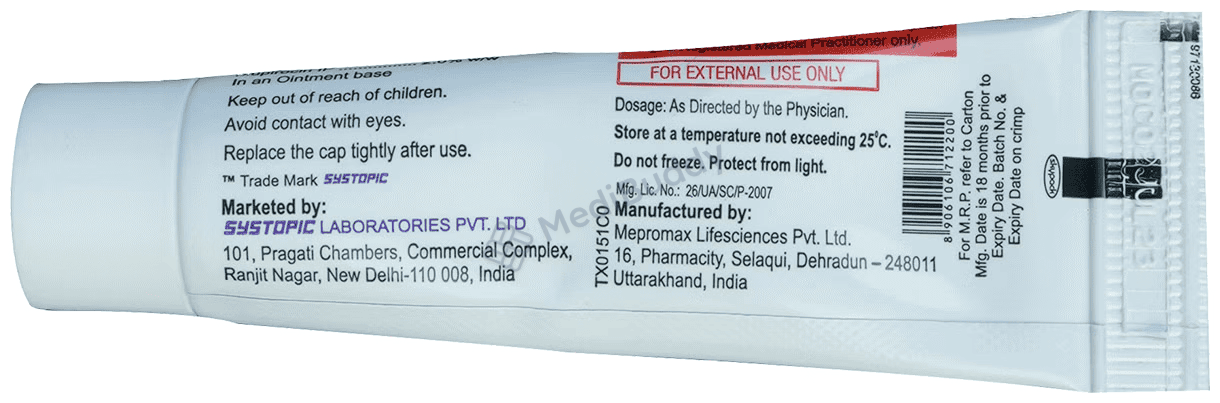 In an Ointment base
Keep out of reach of children.
Avoid contact with eyes.
Replace the cap tightly after use.
™ Trade Mark SYSTOPIC
Marketed by:
SYSTOPIC LABORATORIES PVT. LTD
101, Pragati Chambers, Commercial Complex,
Ranjit Nagar, New Delhi-110 008, India
Registered Medical Practitioner only.
FOR EXTERNAL USE ONLY
Dosage: As Directed by the Physician.
Store at a temperature not exceeding 25°C.
Do not freeze. Protect from light.
Mfg. Lic. No.: 26/UA/SC/P-2007
Manufactured by:
Mepromax Lifesciences Pvt. Ltd.
16, Pharmacity, Selaqui, Dehradun – 248011
Uttarakhand, India
TX0151C0
8906106712200
For M.R.P. refer to Carton
Mfg. Date is 18 months prior to
Expiry Date. Batch No. &
Expiry Date on crimp
MediBuddy